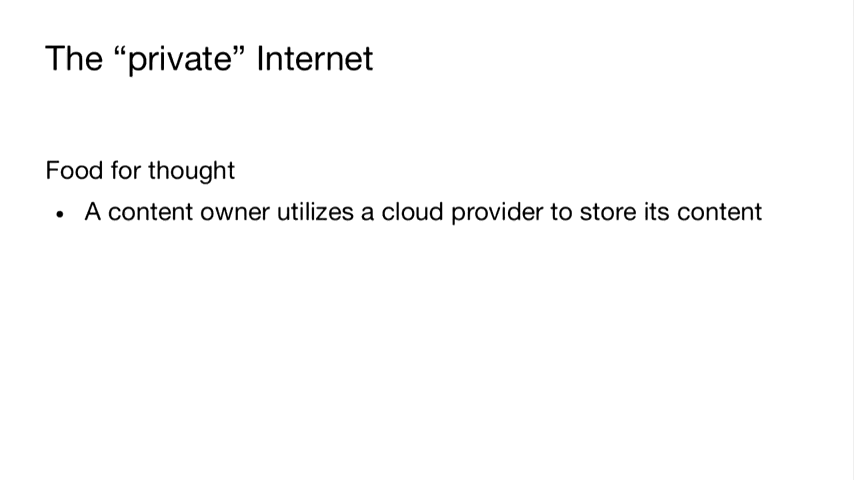 The “private” Internet
Food for thought
• A content owner utilizes a cloud provider to store its content